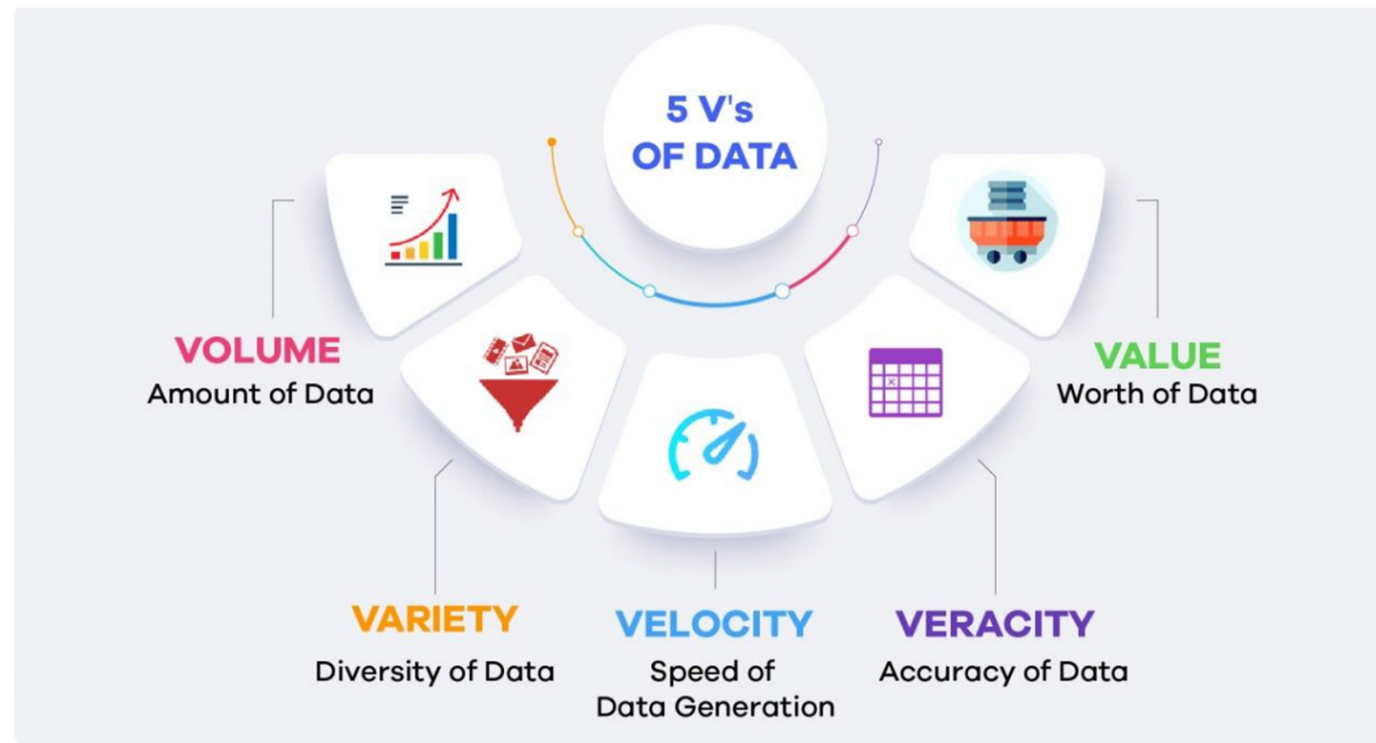 5 V's
OF DATA
VOLUME
Amount of Data
VARIETY
Diversity of Data
VELOCITY
Speed of
Data Generation
VERACITY
Accuracy of Data
VALUE
Worth of Data